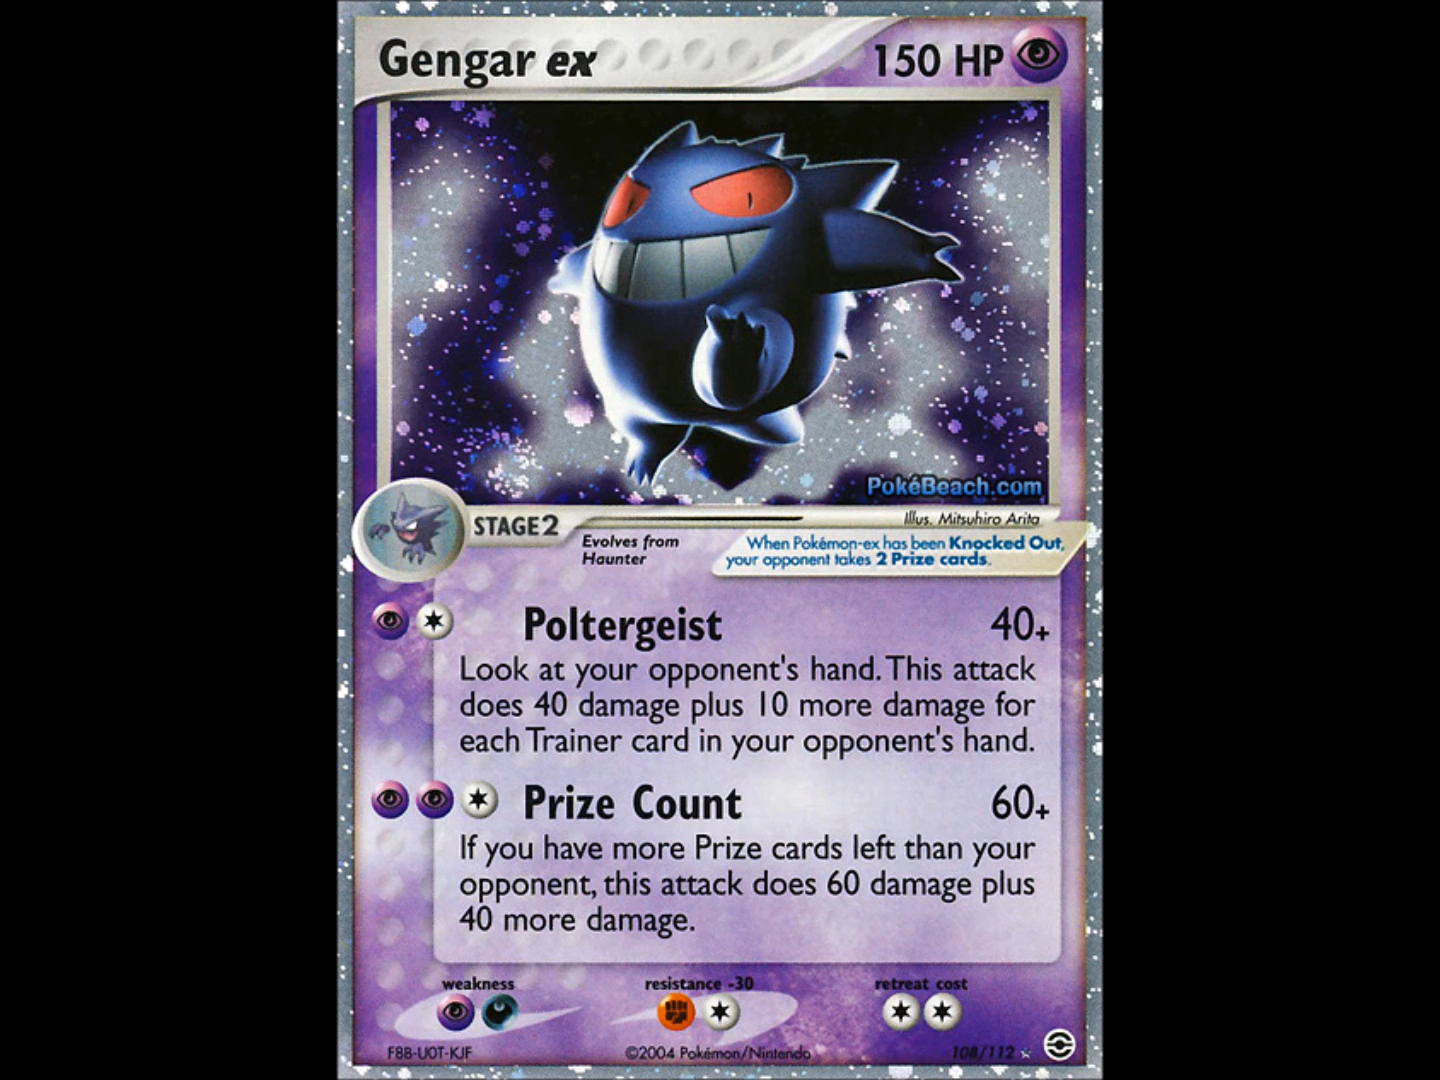 Gengar ex
150 HP
PokéBeach.com
Illus. Mitsuhiro Arita
STAGE2
Evolves from
Haunter
When Pokémon-ex has been Knocked Out,
your opponent takes 2 Prize cards.
Poltergeist 40+
Look at your opponent's hand. This attack
does 40 damage plus 10 more damage for
each Trainer card in your opponent's hand.
Prize Count 60+
If you have more Prize cards left than your
opponent, this attack does 60 damage plus
40 more damage.
weakness
resistance -30
retreat cost
F8B-U0T-KJF
©2004 Pokémon/Nintendo
108/112